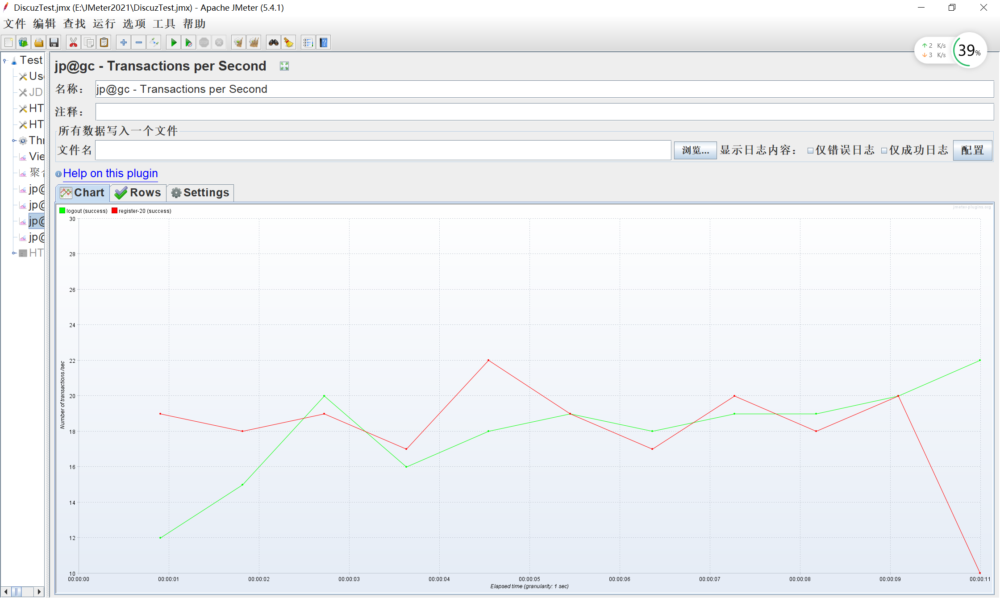 DiscuzTest.jmx (E:\JMeter2021\DiscuzTest.jmx) - Apache JMeter (5.4.1)
文件 编辑 查找 运行 选项 工具 帮助
2 K/s
3 K/s
39%
Test
Use
JD
HT
HT
Thr
Vie
聚合
jp@
jp@
jp@
jp@
HT
jp@gc - Transactions per Second
名称： jp@gc - Transactions per Second
注释：
所有数据写入一个文件
文件名 浏览... 显示日志内容： 仅错误日志 仅成功日志 配置
Help on this plugin
Chart Rows Settings
logout (success) register-20 (success)
jmeter-plugins.org
30
28
26
24
22
20
18
16
14
12
10
Number of transactions /sec
00:00:00 00:00:01 00:00:02 00:00:03 00:00:04 00:00:05 00:00:06 00:00:07 00:00:08 00:00:09 00:00:11
Elapsed time (granularity: 1 sec)